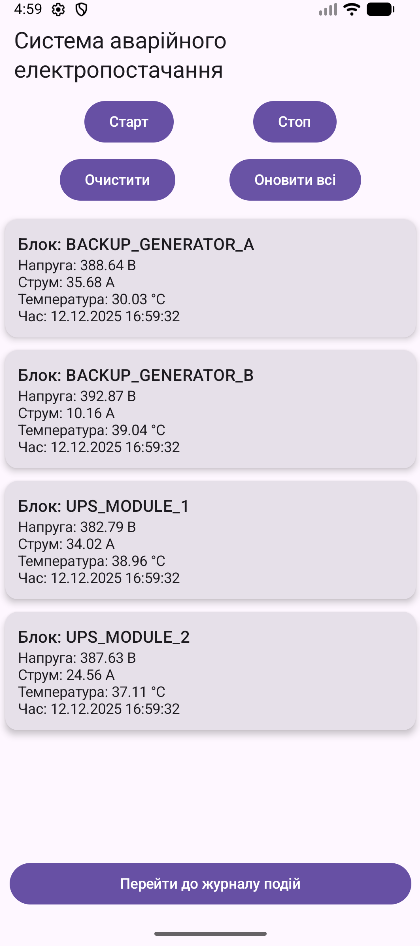 4:59
Система аварійного
електропостачання
Старт Стоп
Очистити Оновити всі
Блок: BACKUP_GENERATOR_A
Напруга: 388.64 В
Струм: 35.68 А
Температура: 30.03 °C
Час: 12.12.2025 16:59:32
Блок: BACKUP_GENERATOR_B
Напруга: 392.87 В
Струм: 10.16 А
Температура: 39.04 °C
Час: 12.12.2025 16:59:32
Блок: UPS_MODULE_1
Напруга: 382.79 В
Струм: 34.02 А
Температура: 38.96 °C
Час: 12.12.2025 16:59:32
Блок: UPS_MODULE_2
Напруга: 387.63 В
Струм: 24.56 А
Температура: 37.11 °C
Час: 12.12.2025 16:59:32
Перейти до журналу подій